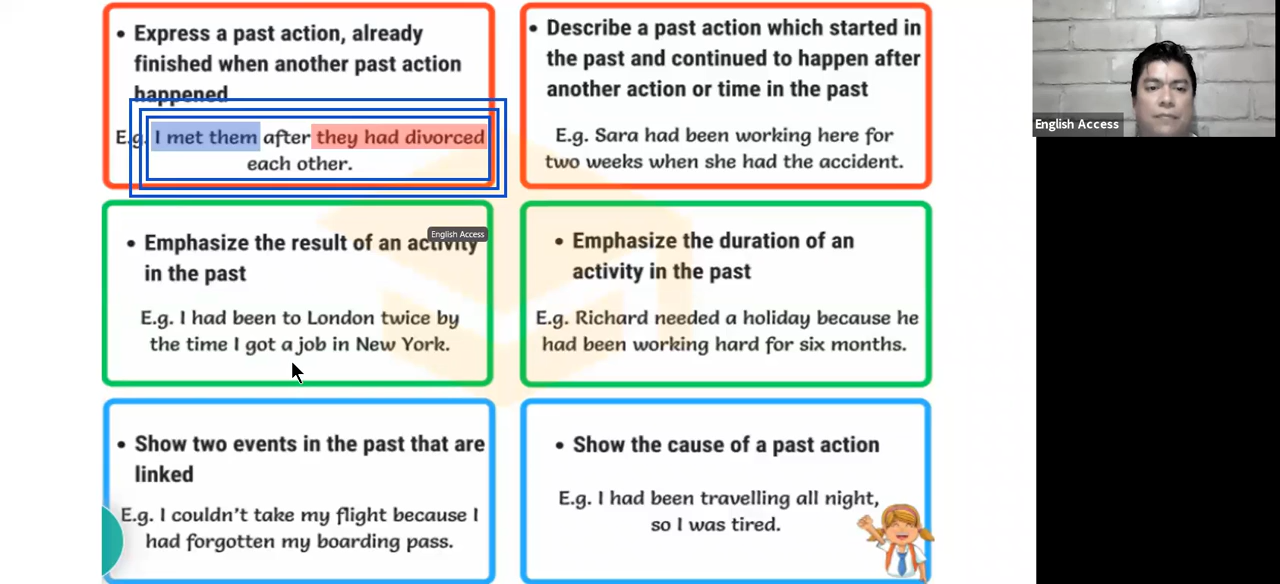 • Express a past action, already
finished when another past action
happened
E.g. I met them after they had divorced
each other.
• Describe a past action which started in
the past and continued to happen after
another action or time in the past
E.g. Sara had been working here for
two weeks when she had the accident.
• Emphasize the result of an activity
in the past
English Access
E.g. I had been to London twice by
the time I got a job in New York.
• Emphasize the duration of an
activity in the past
E.g. Richard needed a holiday because he
had been working hard for six months.
• Show two events in the past that are
linked
E.g. I couldn't take my flight because I
had forgotten my boarding pass.
• Show the cause of a past action
E.g. I had been travelling all night,
so I was tired.
English Access